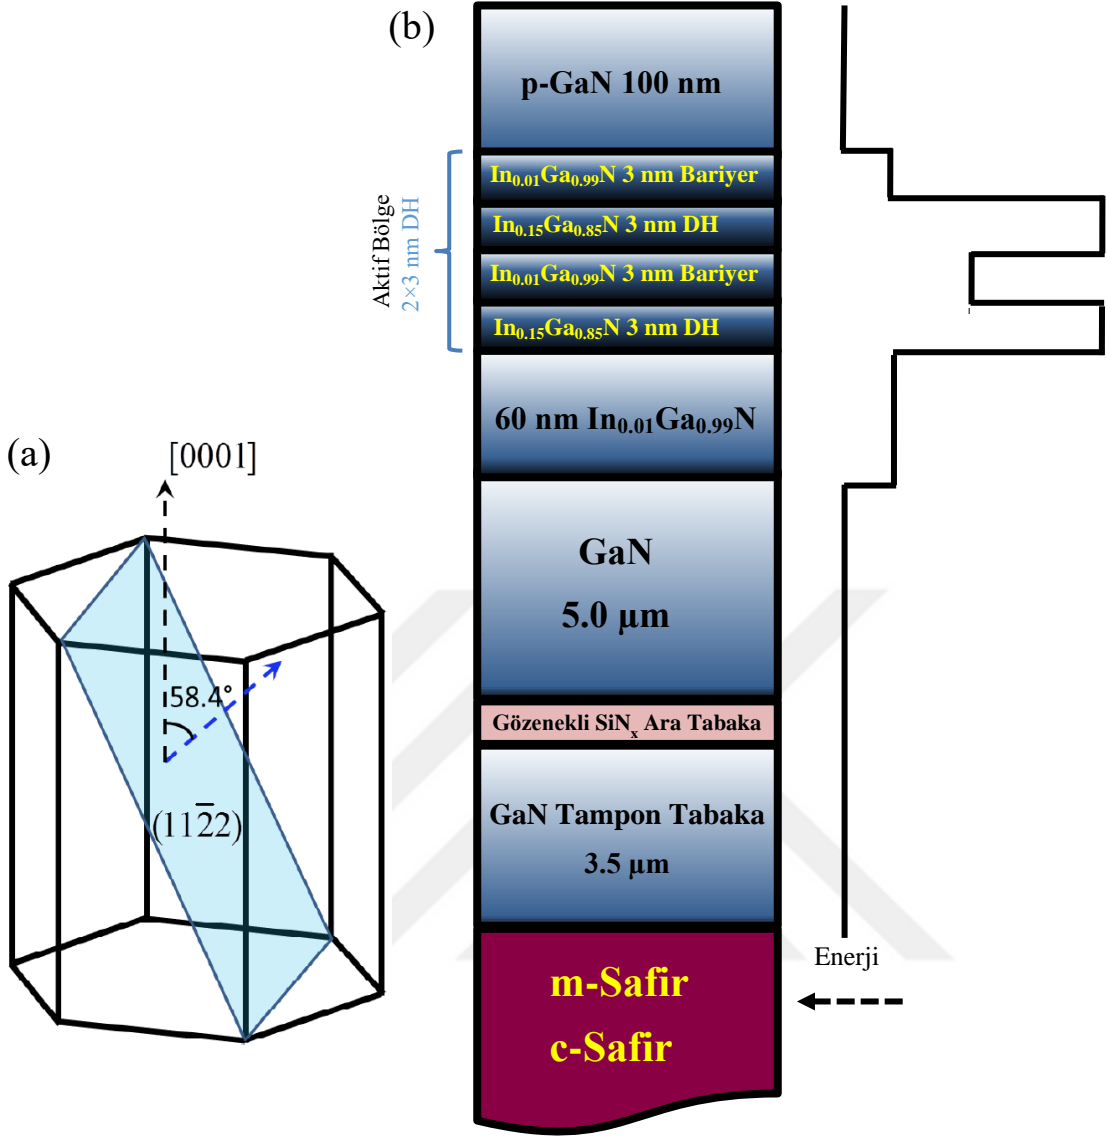 (a)
[0001]
58.4°
(112̅2)
(b)
p-GaN 100 nm
In0.01Ga0.99N 3 nm Bariyer
In0.15Ga0.85N 3 nm DH
In0.01Ga0.99N 3 nm Bariyer
In0.15Ga0.85N 3 nm DH
Aktif Bölge
2×3 nm DH
60 nm In0.01Ga0.99N
GaN
5.0 µm
Gözenekli SiNx Ara Tabaka
GaN Tampon Tabaka
3.5 µm
m-Safir
c-Safir
Enerji